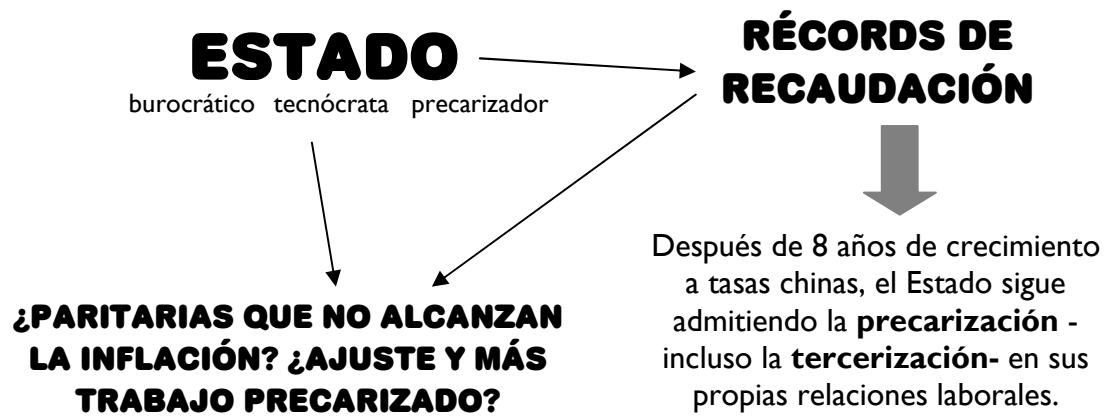 ESTADO
burocrático tecnócrata precarizador
RÉCORDS DE
RECAUDACIÓN
Después de 8 años de crecimiento
a tasas chinas, el Estado sigue
admitiendo la precarización -
incluso la tercerización- en sus
propias relaciones laborales.
¿PARITARIAS QUE NO ALCANZAN
LA INFLACIÓN? ¿AJUSTE Y MÁS
TRABAJO PRECARIZADO?